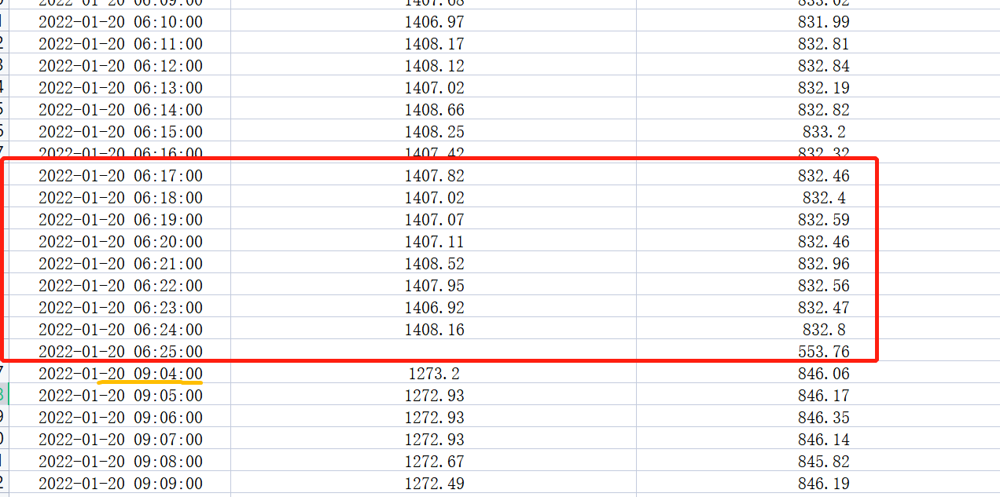 2022-01-20 06:09:00 1407.68 833.02
2022-01-20 06:10:00 1406.97 831.99
2022-01-20 06:11:00 1408.17 832.81
2022-01-20 06:12:00 1408.12 832.84
2022-01-20 06:13:00 1407.02 832.19
2022-01-20 06:14:00 1408.66 832.82
2022-01-20 06:15:00 1408.25 833.2
2022-01-20 06:16:00 1407.42 832.32
2022-01-20 06:17:00 1407.82 832.46
2022-01-20 06:18:00 1407.02 832.4
2022-01-20 06:19:00 1407.07 832.59
2022-01-20 06:20:00 1407.11 832.46
2022-01-20 06:21:00 1408.52 832.96
2022-01-20 06:22:00 1407.95 832.56
2022-01-20 06:23:00 1406.92 832.47
2022-01-20 06:24:00 1408.16 832.8
2022-01-20 06:25:00 553.76
2022-01-20 09:04:00 1273.2 846.06
2022-01-20 09:05:00 1272.93 846.17
2022-01-20 09:06:00 1272.93 846.35
2022-01-20 09:07:00 1272.93 846.14
2022-01-20 09:08:00 1272.67 845.82
2022-01-20 09:09:00 1272.49 846.19